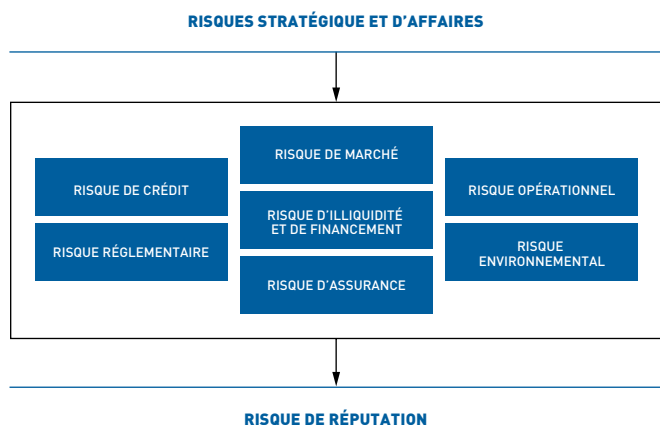 RISQUES STRATÉGIQUE ET D'AFFAIRES
RISQUE DE CRÉDIT
RISQUE RÉGLEMENTAIRE
RISQUE DE MARCHÉ
RISQUE D'ILLIQUIDITÉ
ET DE FINANCEMENT
RISQUE D'ASSURANCE
RISQUE OPÉRATIONNEL
RISQUE
ENVIRONNEMENTAL
RISQUE DE RÉPUTATION